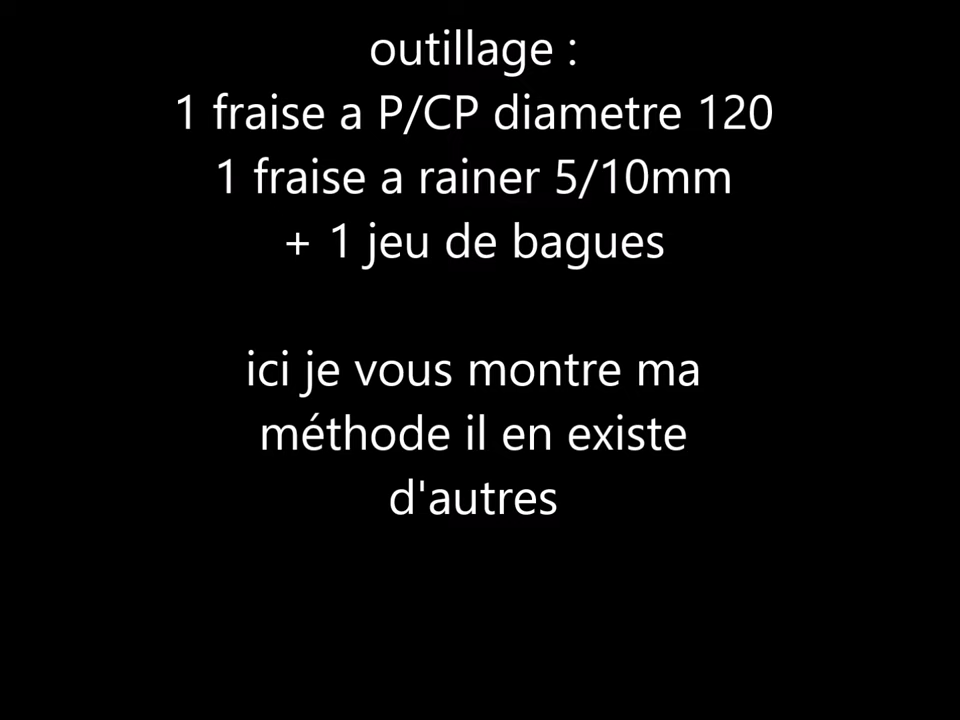 outillage :
1 fraise a P/CP diametre 120
1 fraise a rainer 5/10mm
+ 1 jeu de bagues
ici je vous montre ma
méthode il en existe
d'autres